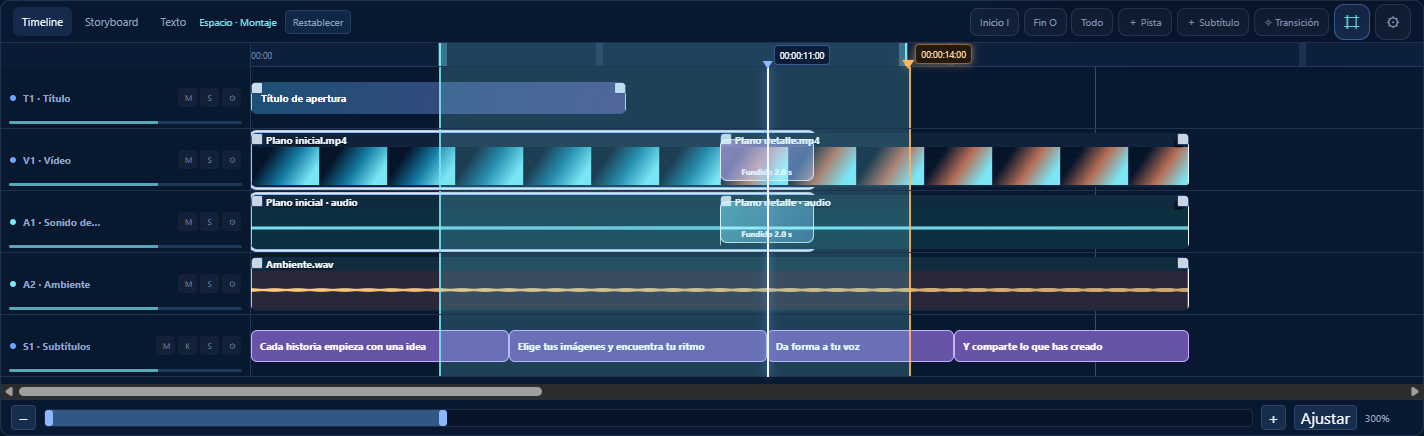 Timeline Storyboard Texto Espacio · Montaje Restablecer Inicio I Fin O Todo + Pista + Subtítulo ✧ Transición
00:00 00:00:11:00 00:00:14:00
T1 · Título M S Título de apertura
V1 · Vídeo M S Plano inicial.mp4 Plano detalle.mp4
Fundido 2.0 s
A1 · Sonido de... M S Plano inicial · audio Plano detalle · audio
Fundido 2.0 s
A2 · Ambiente M S Ambiente.wav
S1 · Subtítulos M K S Cada historia empieza con una idea Elige tus imágenes y encuentra tu ritmo Da forma a tu voz Y comparte lo que has creado
− + Ajustar 300%